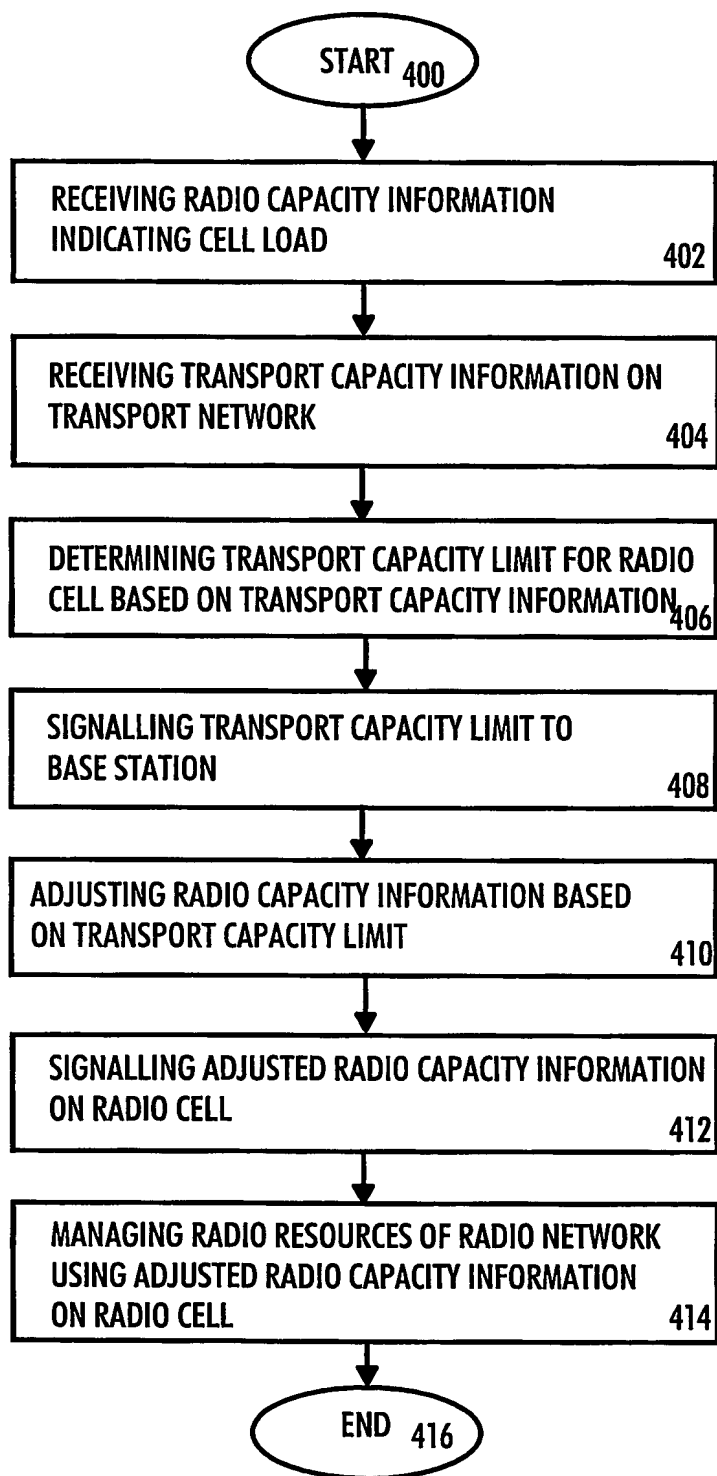 START 400
RECEIVING RADIO CAPACITY INFORMATION
INDICATING CELL LOAD
402
RECEIVING TRANSPORT CAPACITY INFORMATION ON
TRANSPORT NETWORK
404
DETERMINING TRANSPORT CAPACITY LIMIT FOR RADIO
CELL BASED ON TRANSPORT CAPACITY INFORMATION
406
SIGNALLING TRANSPORT CAPACITY LIMIT TO
BASE STATION
408
ADJUSTING RADIO CAPACITY INFORMATION BASED
ON TRANSPORT CAPACITY LIMIT
410
SIGNALLING ADJUSTED RADIO CAPACITY INFORMATION
ON RADIO CELL
412
MANAGING RADIO RESOURCES OF RADIO NETWORK
USING ADJUSTED RADIO CAPACITY INFORMATION
ON RADIO CELL
414
END 416